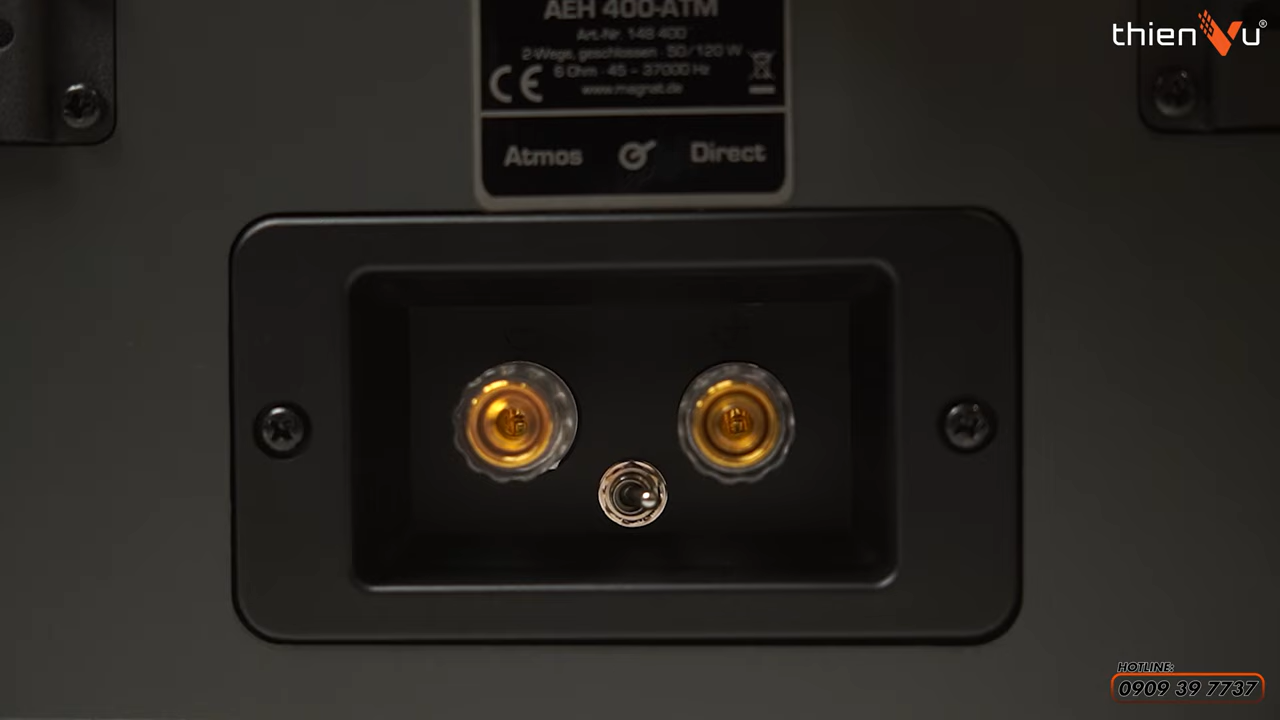 AEH 400-ATM
Art.-Nr. 148 400
2-Wege, geschlossen · 50/120 W
6 Ohm · 45 – 37000 Hz
CE
www.magnat.de
Atmos Direct
thienVu®
HOTLINE:
0909 39 7737